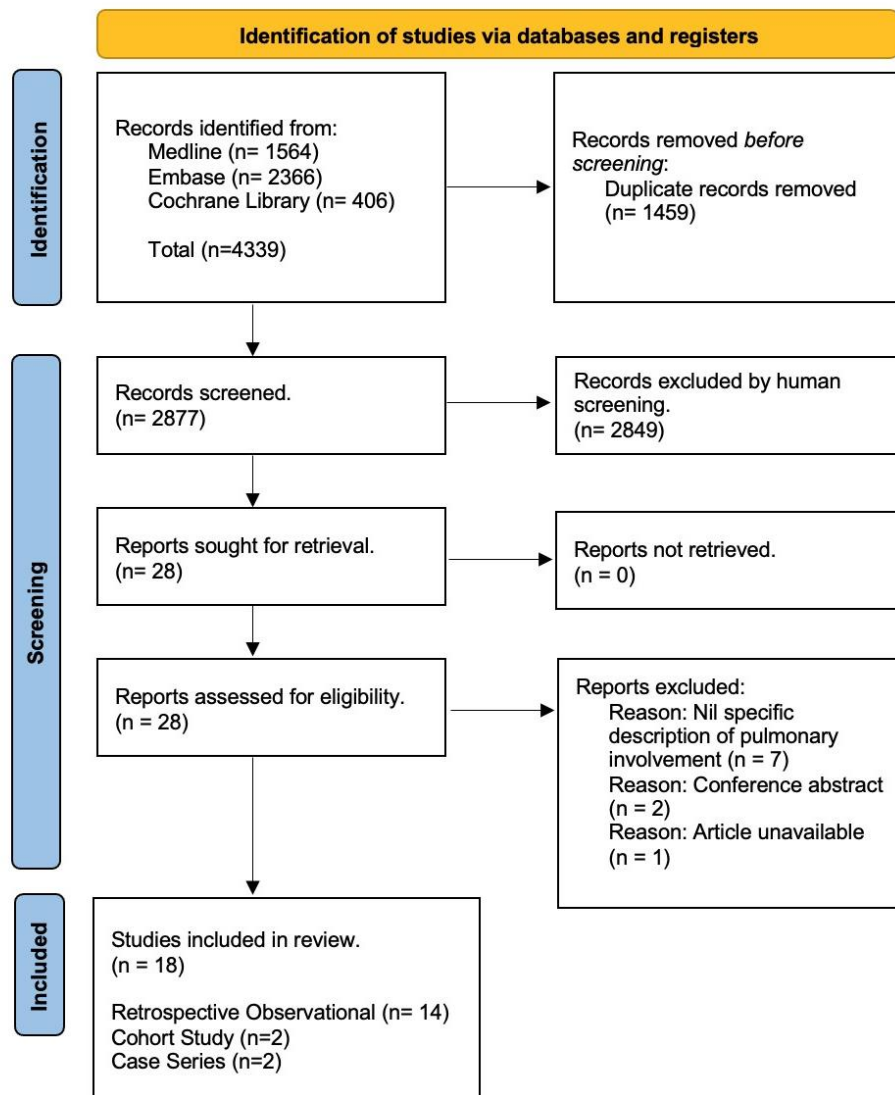 Identification of studies via databases and registers
Identification
Records identified from:
Medline (n= 1564)
Embase (n= 2366)
Cochrane Library (n= 406)
Total (n=4339)
Records removed before
screening:
Duplicate records removed
(n= 1459)
Screening
Records screened.
(n= 2877)
Records excluded by human
screening.
(n= 2849)
Reports sought for retrieval.
(n= 28)
Reports not retrieved.
(n = 0)
Reports assessed for eligibility.
(n = 28)
Reports excluded:
Reason: Nil specific
description of pulmonary
involvement (n = 7)
Reason: Conference abstract
(n = 2)
Reason: Article unavailable
(n = 1)
Included
Studies included in review.
(n = 18)
Retrospective Observational (n= 14)
Cohort Study (n=2)
Case Series (n=2)